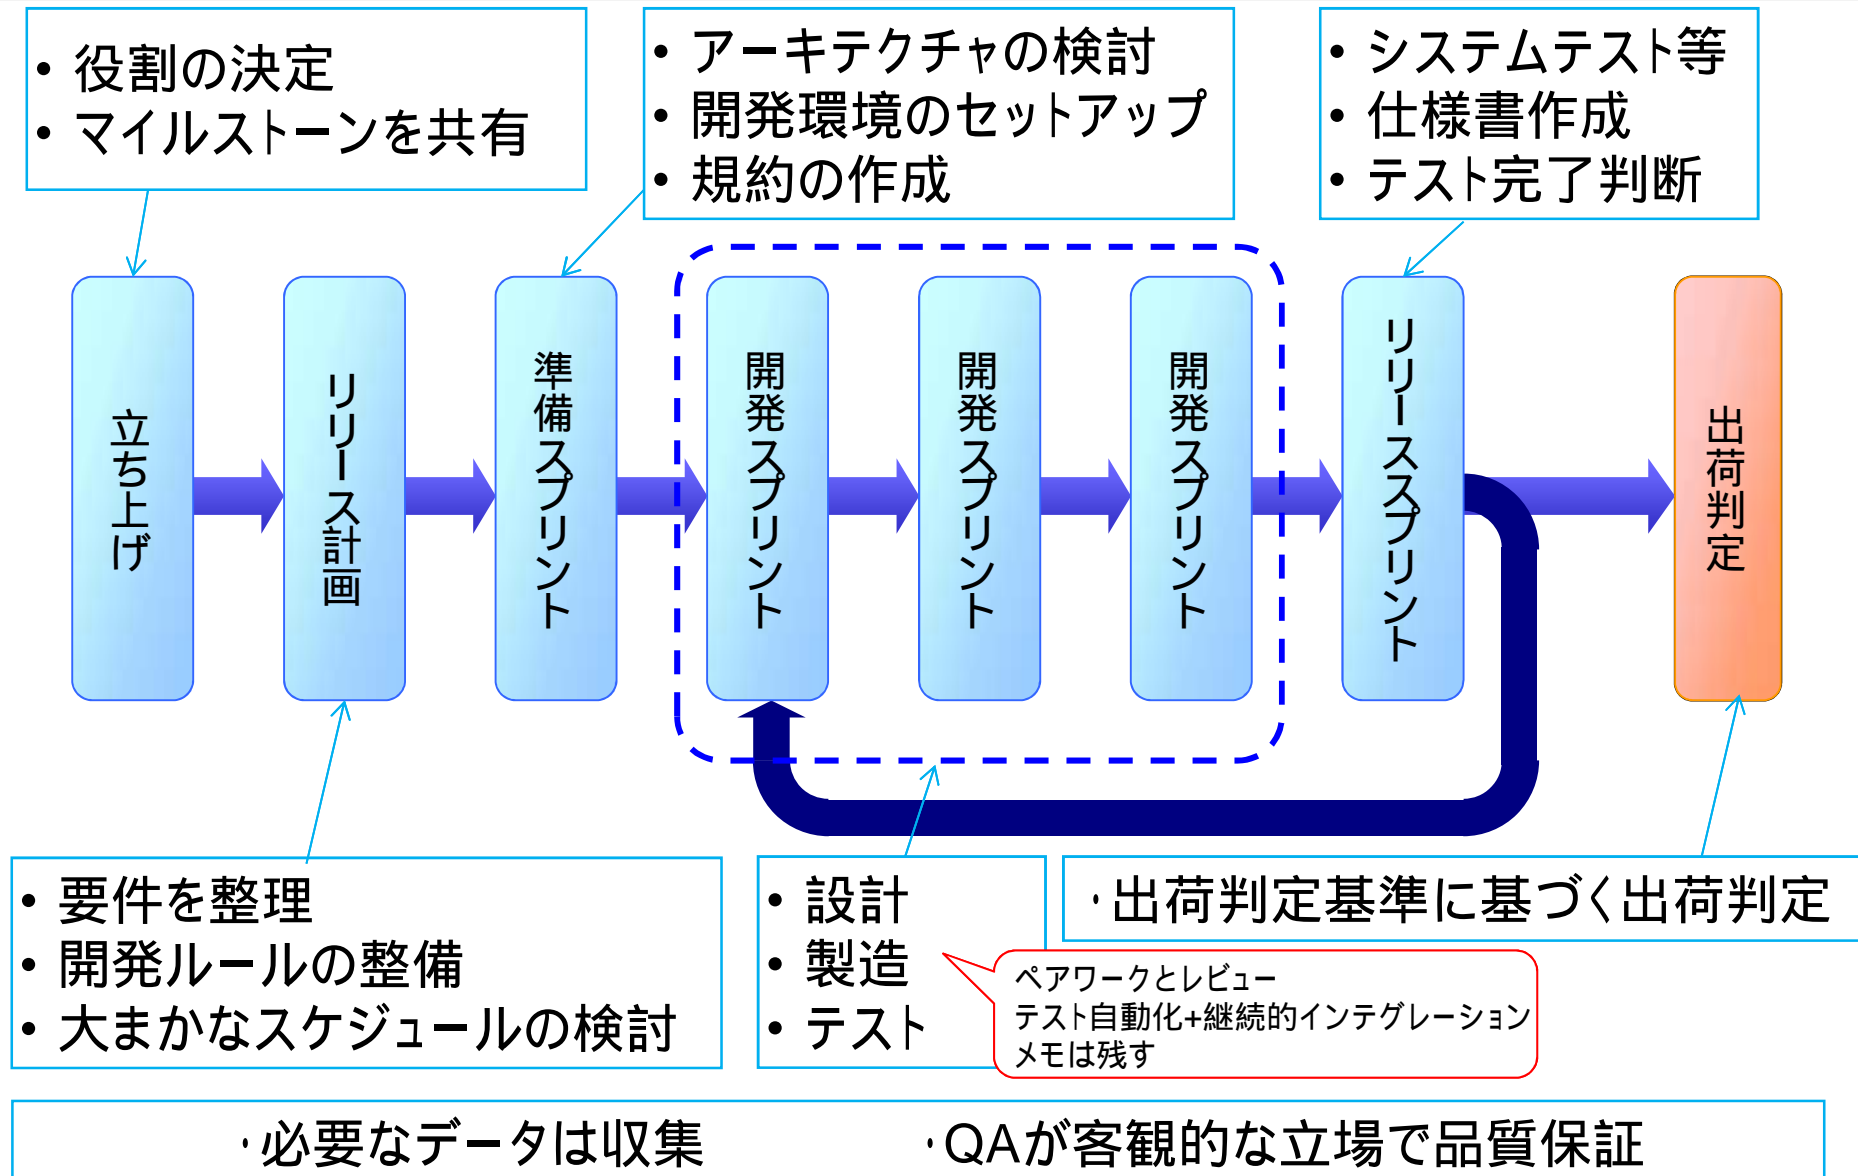 ・役割の決定
・マイルストーンを共有
・アーキテクチャの検討
・開発環境のセットアップ
・規約の作成
・システムテスト等
・仕様書作成
・テスト完了判断
立ち上げ
リリース計画
準備スプリント
開発スプリント
開発スプリント
開発スプリント
リリーススプリント
出荷判定
・要件を整理
・開発ルールの整備
・大まかなスケジュールの検討
・設計
・製造
・テスト
・出荷判定基準に基づく出荷判定
ペアワークとレビュー
テスト自動化+継続的インテグレーション
メモは残す
・必要なデータは収集
・QAが客観的な立場で品質保証